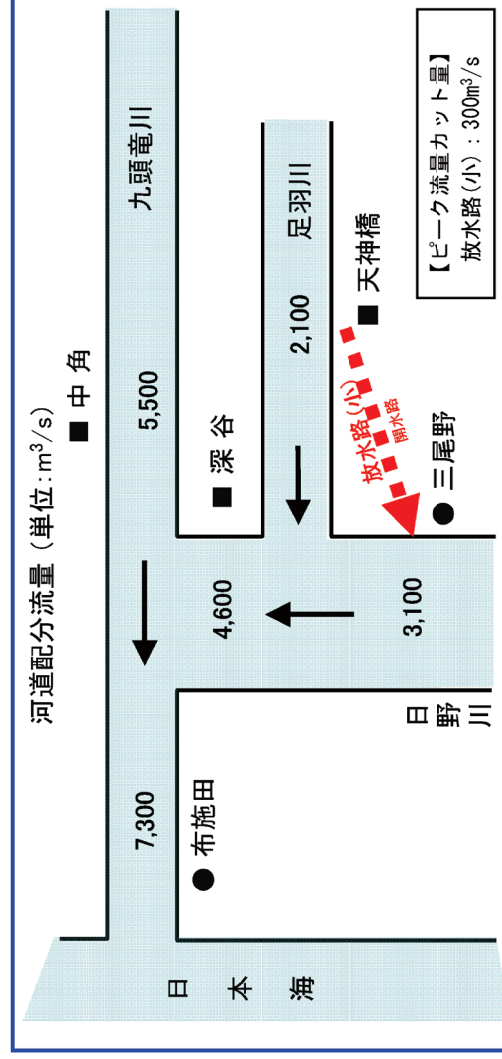 河道配分流量(単位:m³/s)
■中角
九頭竜川
5,500
7,300
■深谷
足羽川
2,100
4,600
●布施田
■天神橋
放水路(小)
開水路
●三尾野
3,100
日野川
日本海
【ピーク流量カット量】
放水路(小):300m³/s